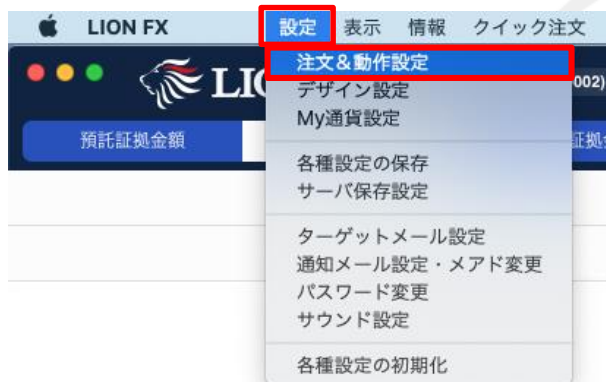 LION FX 設定 表示 情報 クイック注文
注文&動作設定
LI 002)
デザイン設定
My通貨設定
預託証拠金額
各種設定の保存
サーバ保存設定
ターゲットメール設定
通知メール設定・メアド変更
パスワード変更
サウンド設定
各種設定の初期化